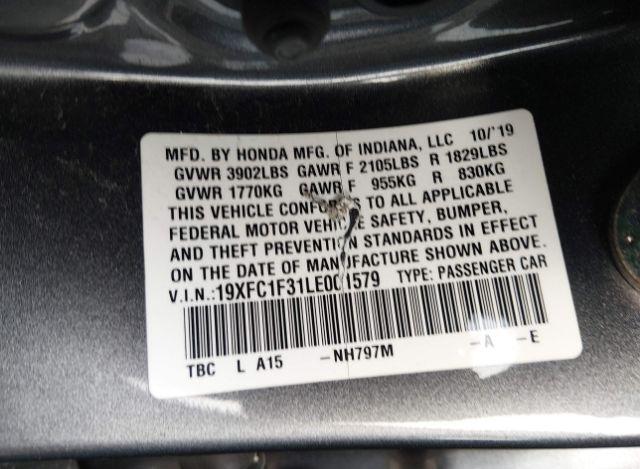 MFD. BY HONDA MFG. OF INDIANA, LLC 10/'19
GVWR 3902LBS GAWR F 2105LBS R 1829LBS
GVWR 1770KG GAWR F 955KG R 830KG
THIS VEHICLE CONFORMS TO ALL APPLICABLE
FEDERAL MOTOR VEHICLE SAFETY, BUMPER,
AND THEFT PREVENTION STANDARDS IN EFFECT
ON THE DATE OF MANUFACTURE SHOWN ABOVE.
V.I.N.:19XFC1F31LE001579 TYPE: PASSENGER CAR
TBC L A15 -NH797M -A -E